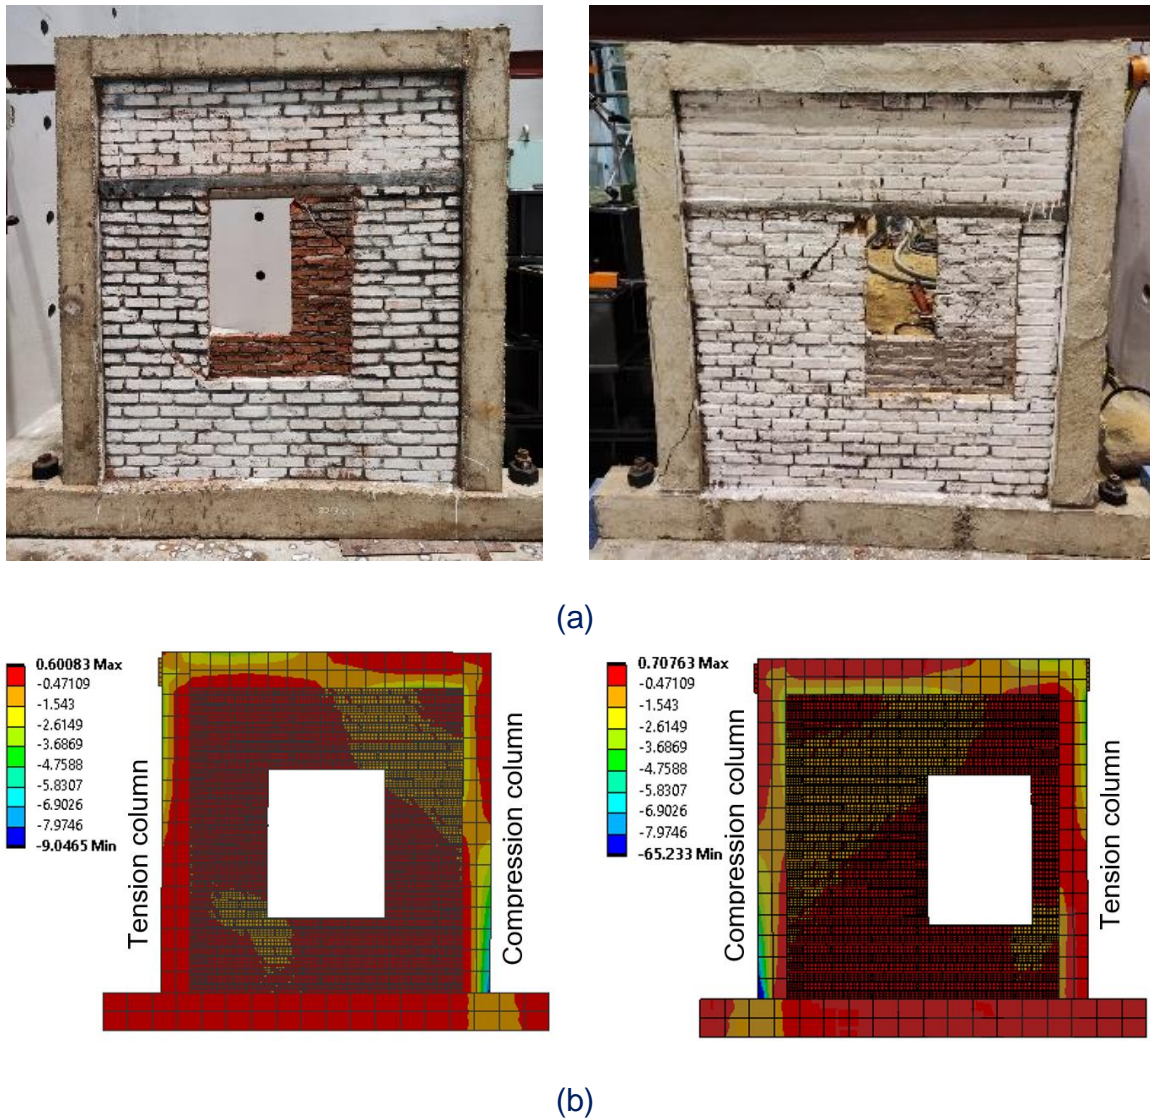 (a)
0.60083 Max
-0.47109
-1.543
-2.6149
-3.6869
-4.7588
-5.8307
-6.9026
-7.9746
-9.0465 Min
Tension column
Compression column
0.70763 Max
-0.47109
-1.543
-2.6149
-3.6869
-4.7588
-5.8307
-6.9026
-7.9746
-65.233 Min
Compression column
Tension column
(b)